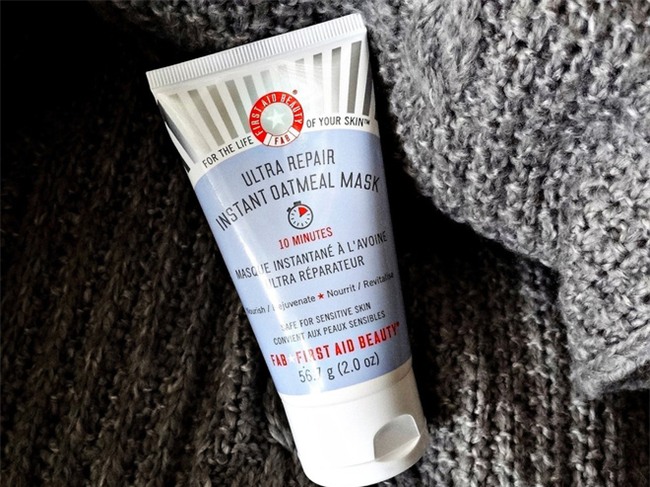 FIRST AID BEAUTY
FAB
FOR THE LIFE OF YOUR SKIN™
ULTRA REPAIR
INSTANT OATMEAL MASK
10 MINUTES
MASQUE INSTANTANÉ À L'AVOINE
ULTRA RÉPARATEUR
Nourish / Rejuvenate ★ Nourrit / Revitalise
SAFE FOR SENSITIVE SKIN
CONVIENT AUX PEAUX SENSIBLES
FAB FIRST AID BEAUTY®
56.7 g (2.0 oz)